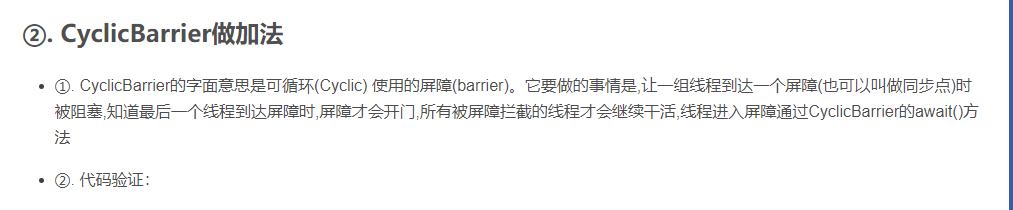 ②. CyclicBarrier做加法
①. CyclicBarrier的字面意思是可循环(Cyclic) 使用的屏障(barrier)。它要做的事情是,让一组线程到达一个屏障(也可以叫做同步点)时
被阻塞,知道最后一个线程到达屏障时,屏障才会开门,所有被屏障拦截的线程才会继续干活,线程进入屏障通过CyclicBarrier的await()方
法
②. 代码验证：